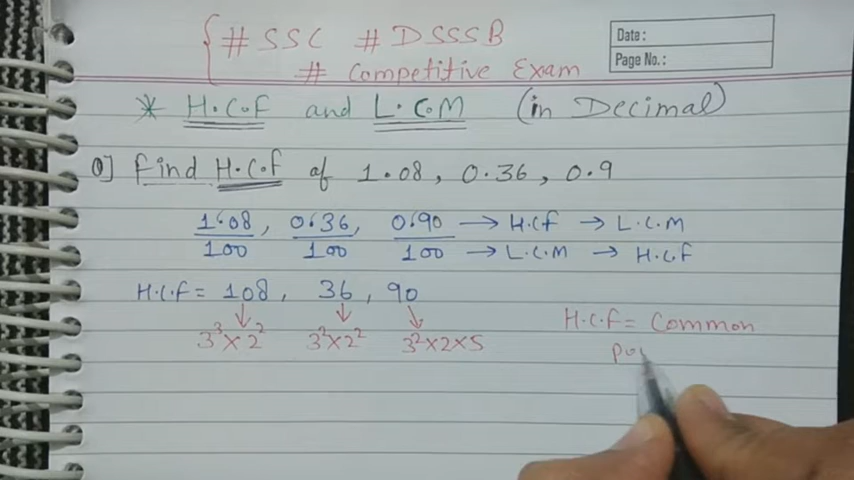 # SSC # DSSSB
# Competitive Exam
Date:
Page No.:
* H.C.F and L.C.M (in Decimal)
Q] Find H.C.F of 1.08, 0.36, 0.9
1.08/100, 0.36/100, 0.90/100 → H.C.F → L.C.M
→ L.C.M → H.C.F
H.C.F = 108, 36, 90
3³×2² 3²×2² 3²×2×5
H.C.F = Common